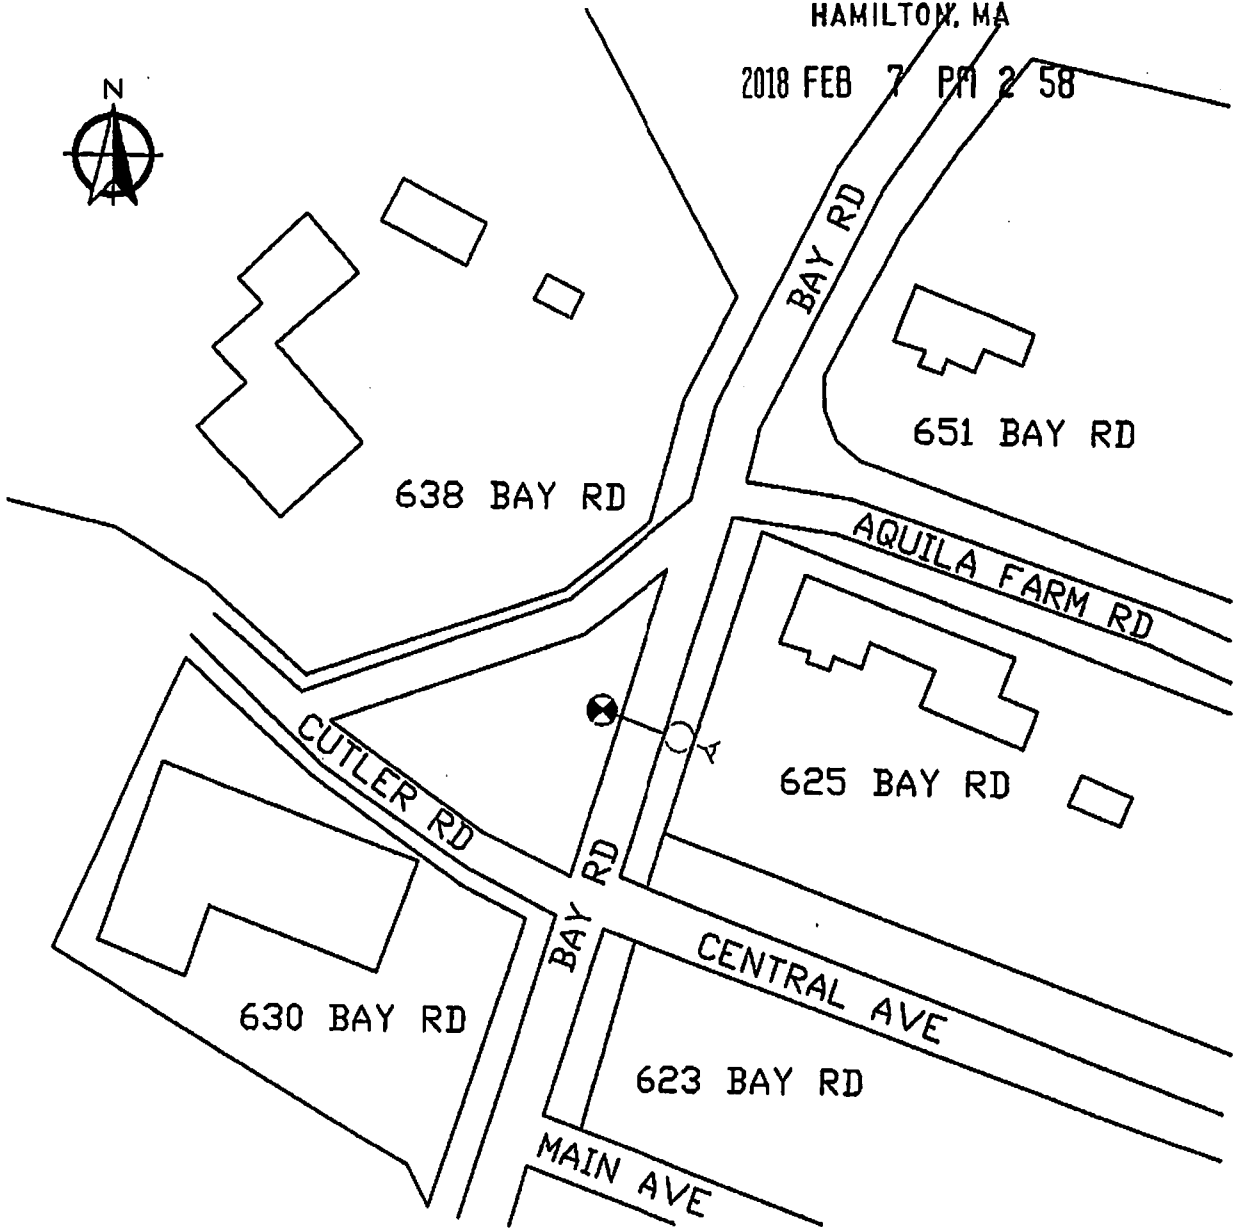 HAMILTON, MA
2018 FEB 7 PM 2 58
N
BAY RD
651 BAY RD
638 BAY RD
AQUILA FARM RD
CUTLER RD
625 BAY RD
BAY RD
CENTRAL AVE
630 BAY RD
623 BAY RD
MAIN AVE